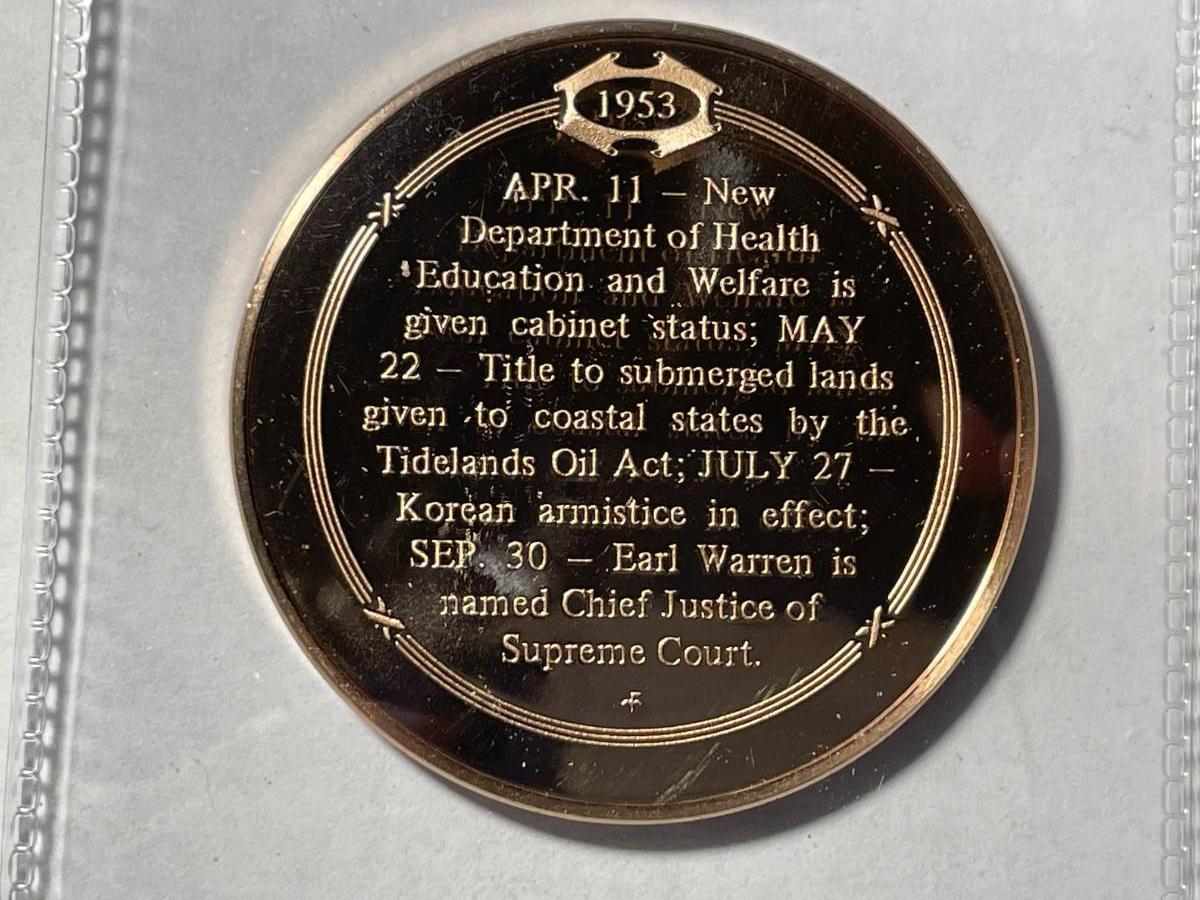 1953
APR. 11 – New
Department of Health
Education and Welfare is
given cabinet status; MAY
22 – Title to submerged lands
given to coastal states by the
Tidelands Oil Act; JULY 27 –
Korean armistice in effect;
SEP. 30 – Earl Warren is
named Chief Justice of
Supreme Court.